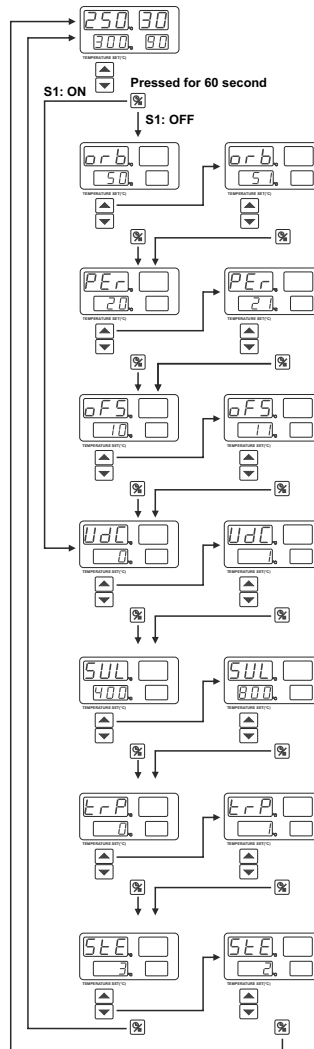 250. 30
300. 90
TEMPERATURE SET(°C)
S1: ON
Pressed for 60 second
S1: OFF
orb. orb.
50 51
TEMPERATURE SET(°C) TEMPERATURE SET(°C)
PEr. PEr.
20 21
TEMPERATURE SET(°C) TEMPERATURE SET(°C)
oFS. oFS.
10 11
TEMPERATURE SET(°C) TEMPERATURE SET(°C)
UdC. UdC.
0 1
TEMPERATURE SET(°C) TEMPERATURE SET(°C)
SUL. SUL.
400 800
TEMPERATURE SET(°C) TEMPERATURE SET(°C)
trP. trP.
0 1
TEMPERATURE SET(°C) TEMPERATURE SET(°C)
StE. StE.
3 2
TEMPERATURE SET(°C) TEMPERATURE SET(°C)